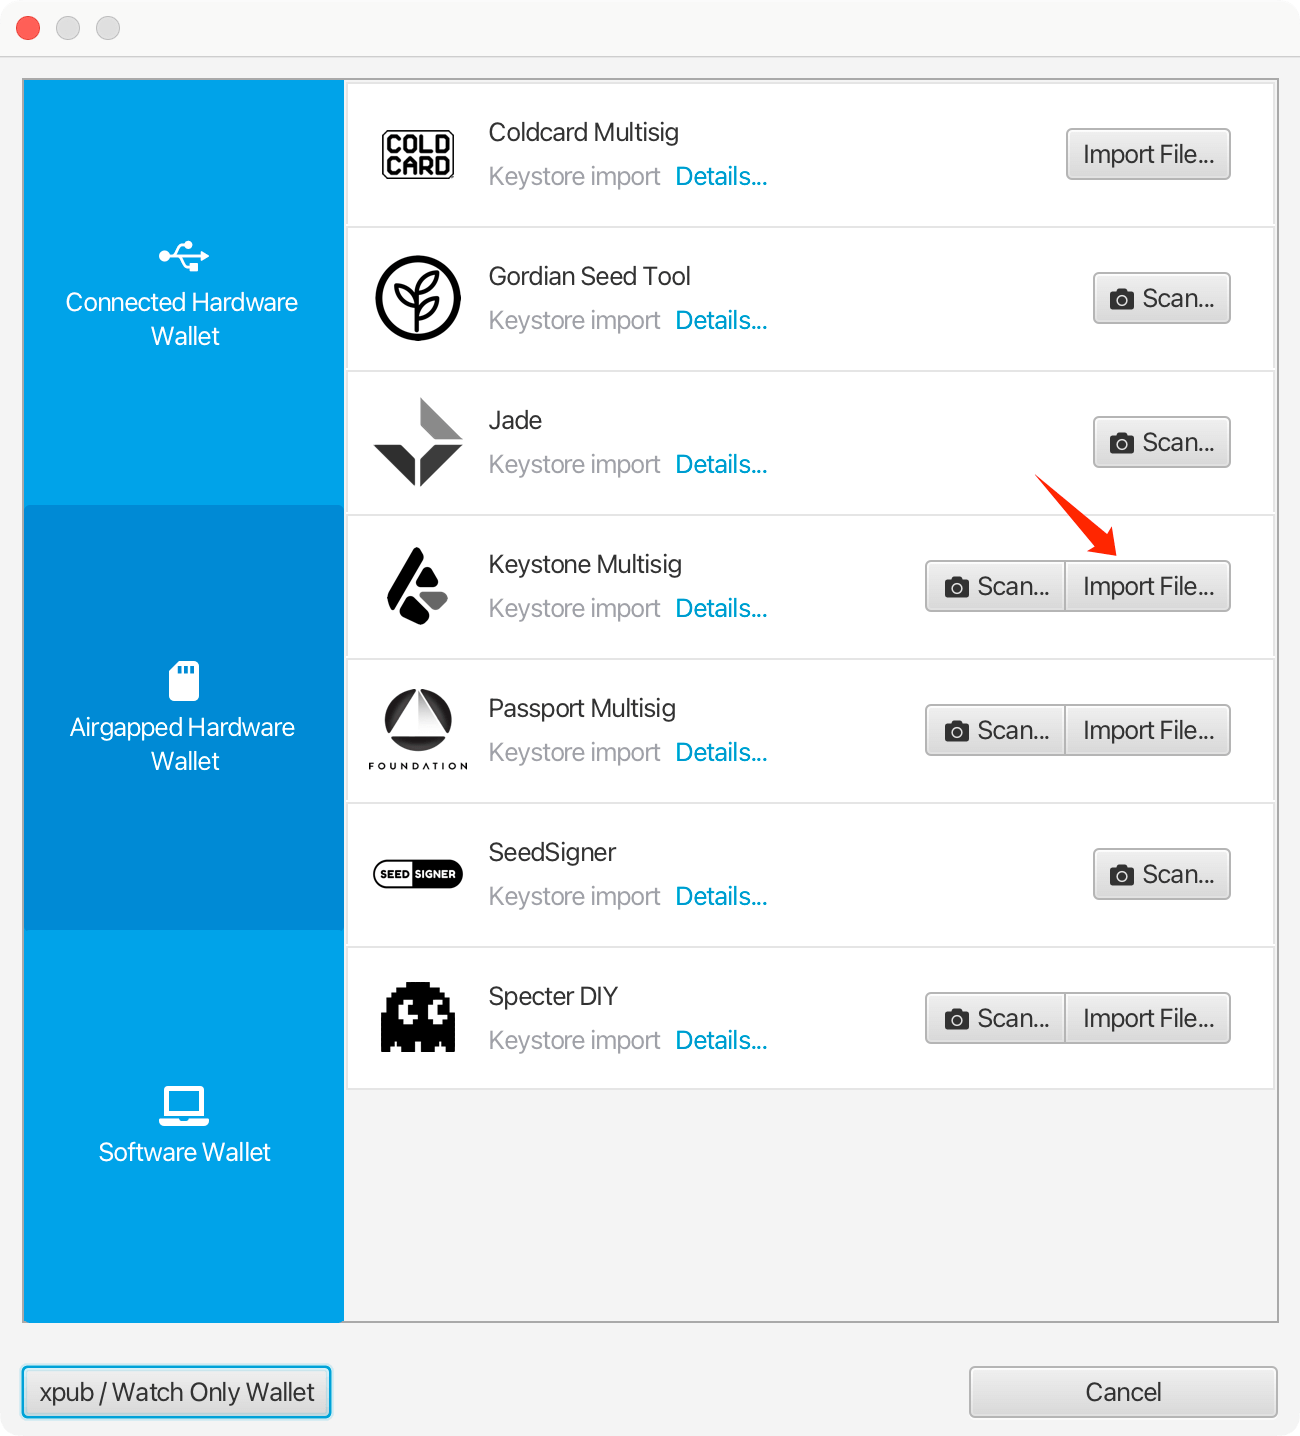 Connected Hardware
Wallet
Airgapped Hardware
Wallet
Software Wallet
COLD
CARD
Coldcard Multisig
Keystore import Details...
Import File...
Gordian Seed Tool
Keystore import Details...
Scan...
Jade
Keystore import Details...
Scan...
Keystone Multisig
Keystore import Details...
Scan... Import File...
FOUNDATION
Passport Multisig
Keystore import Details...
Scan... Import File...
SEED SIGNER
SeedSigner
Keystore import Details...
Scan...
Specter DIY
Keystore import Details...
Scan... Import File...
xpub / Watch Only Wallet
Cancel